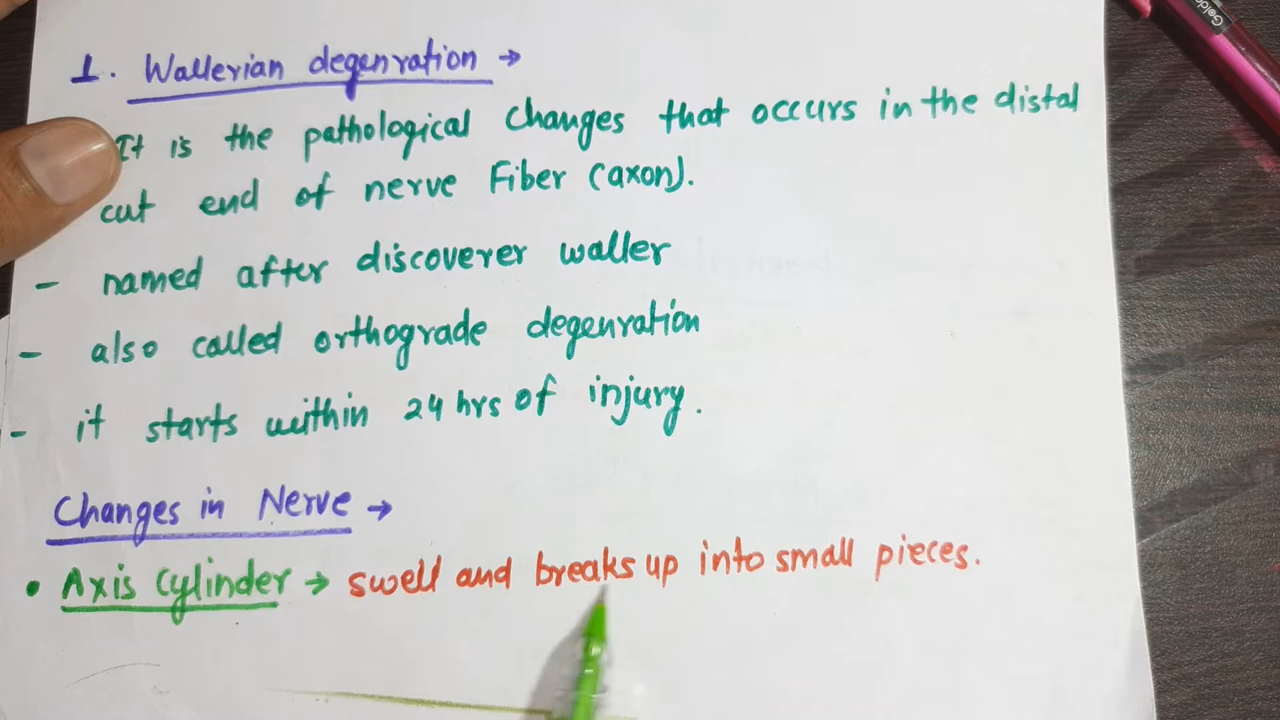 1. Wallerian degenration →
It is the pathological changes that occurs in the distal
cut end of nerve Fiber (axon).
- named after discoverer waller
- also called orthograde degenration
- it starts within 24 hrs of injury.
Changes in Nerve →
• Axis Cylinder → swell and breaks up into small pieces.